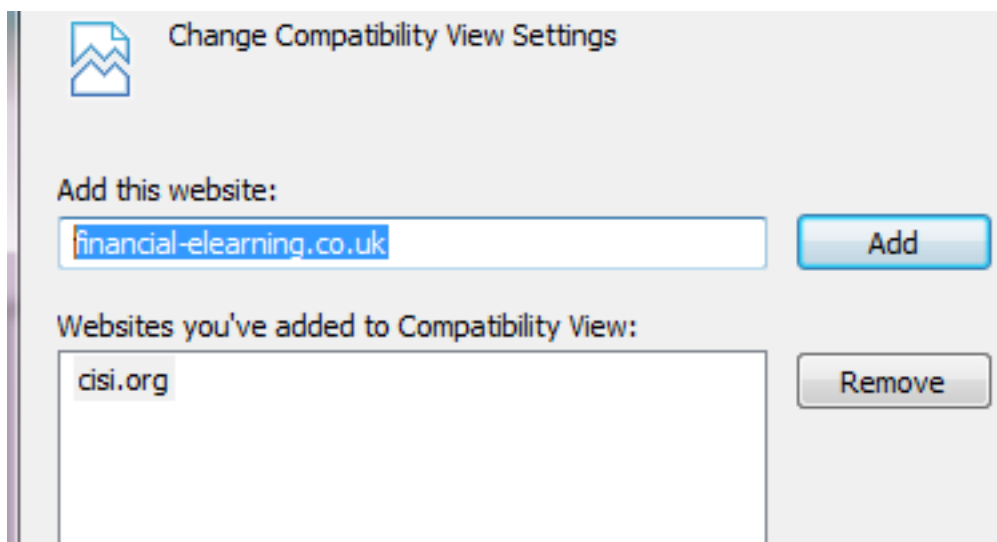 Change Compatibility View Settings
Add this website:
financial-elearning.co.uk
Add
Websites you've added to Compatibility View:
cisi.org
Remove